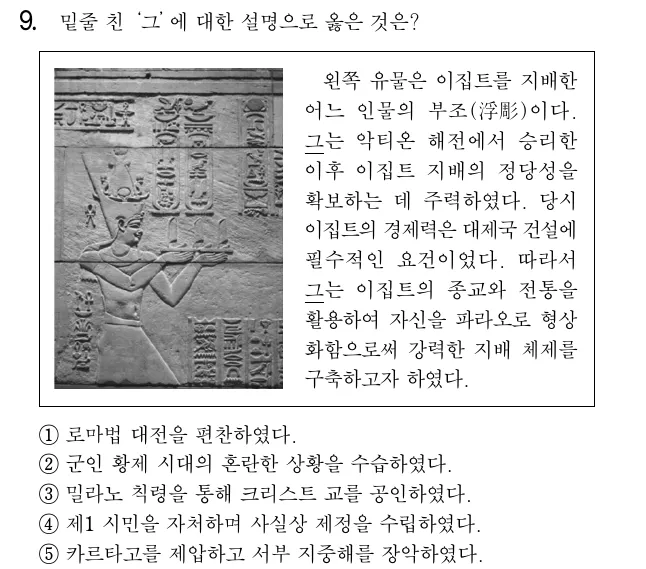 9. 밑줄 친 '그'에 대한 설명으로 옳은 것은?
왼쪽 유물은 이집트를 지배한
어느 인물의 부조(浮彫)이다.
그는 악티온 해전에서 승리한
이후 이집트 지배의 정당성을
확보하는 데 주력하였다. 당시
이집트의 경제력은 대제국 건설에
필수적인 요건이었다. 따라서
그는 이집트의 종교와 전통을
활용하여 자신을 파라오로 형상
화함으로써 강력한 지배 체제를
구축하고자 하였다.
① 로마법 대전을 편찬하였다.
② 군인 황제 시대의 혼란한 상황을 수습하였다.
③ 밀라노 칙령을 통해 크리스트 교를 공인하였다.
④ 제1 시민을 자처하며 사실상 제정을 수립하였다.
⑤ 카르타고를 제압하고 서부 지중해를 장악하였다.